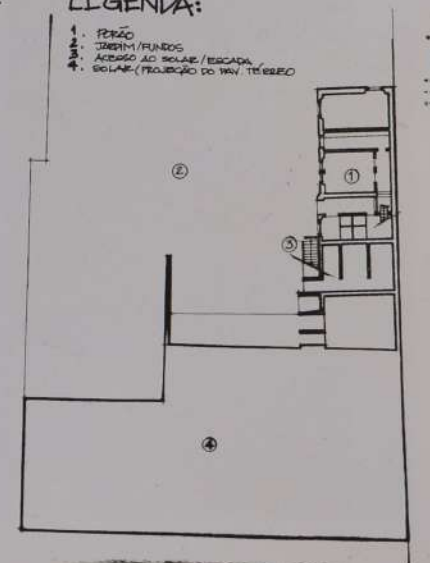 LEGENDA:
1. PORÃO
2. JARDIM/FUNDOS
3. ACESSO AO SOLAR/ESCADA
4. SOLAR (PROJEÇÃO DO PAV. TÉRREO
2
1
3
4